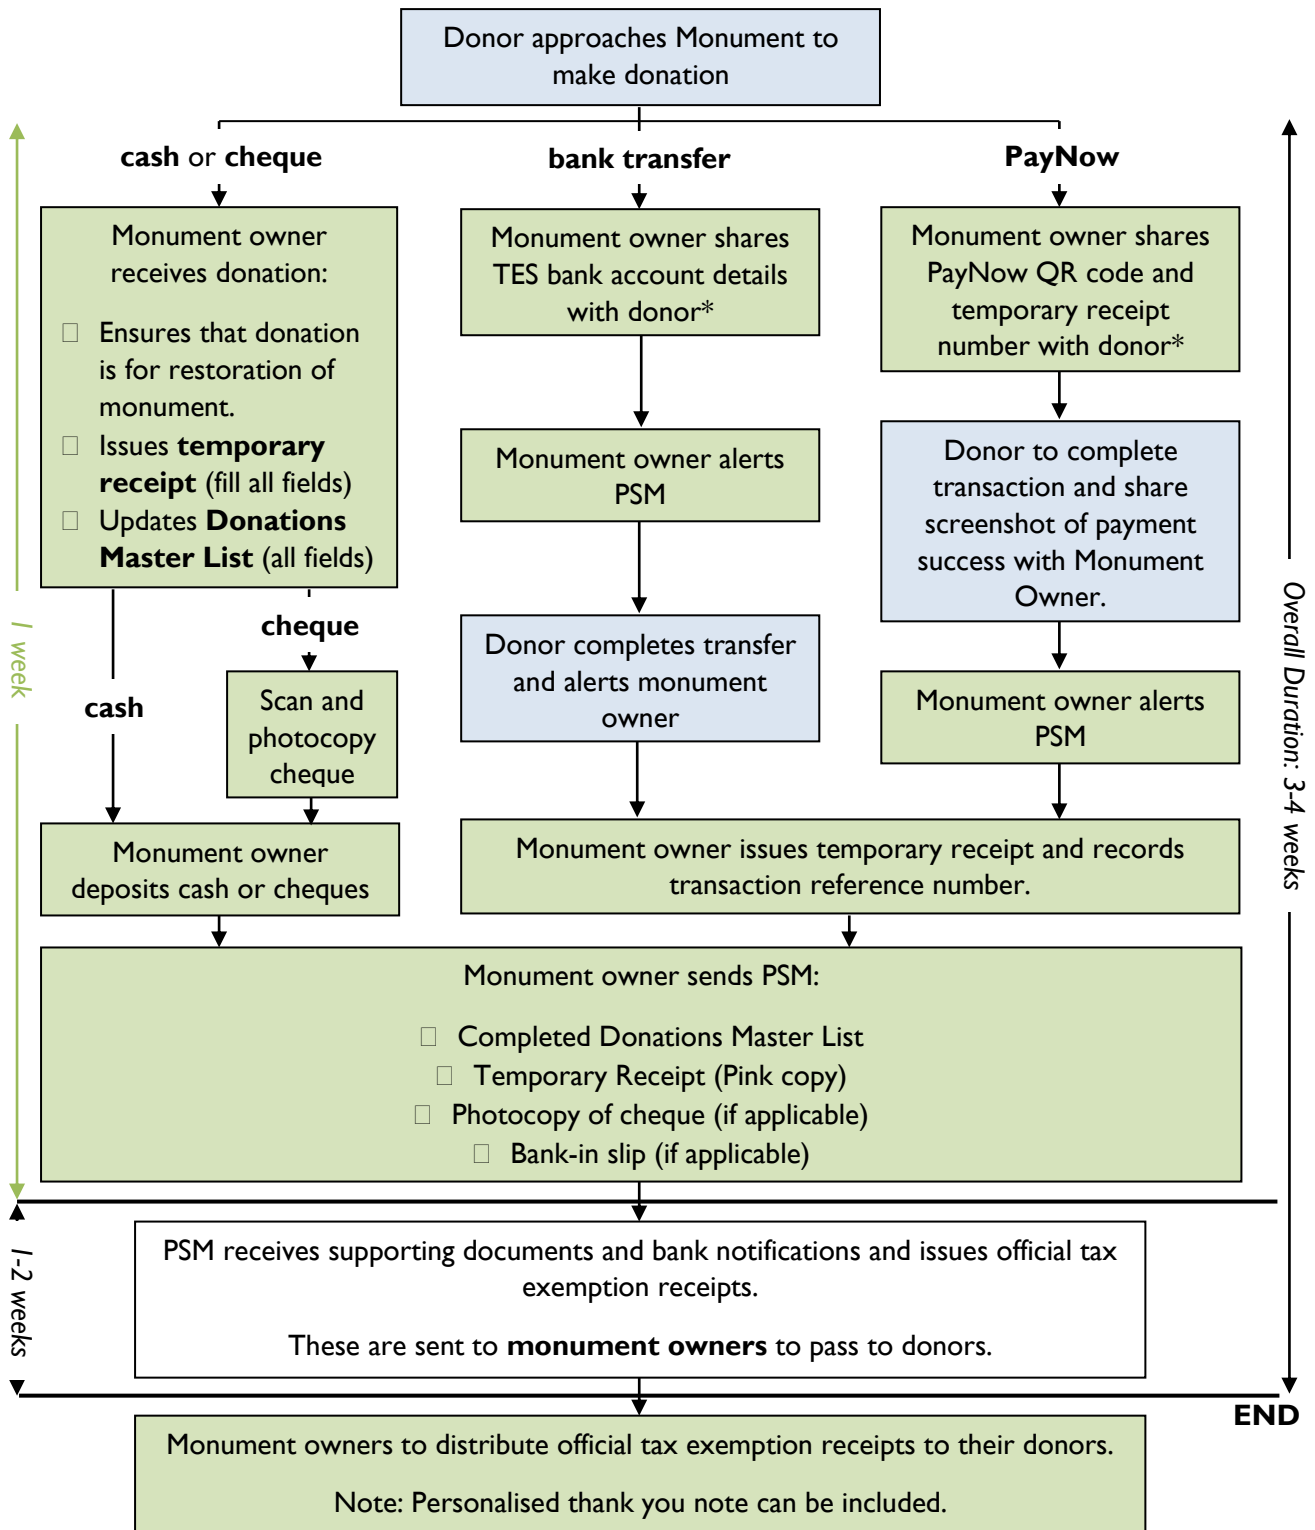 Donor approaches Monument to
make donation
cash or cheque
bank transfer
PayNow
Monument owner
receives donation:
☐ Ensures that donation
is for restoration of
monument.
☐ Issues temporary
receipt (fill all fields)
☐ Updates Donations
Master List (all fields)
Monument owner shares
TES bank account details
with donor*
Monument owner shares
PayNow QR code and
temporary receipt
number with donor*
Monument owner alerts
PSM
Donor to complete
transaction and share
screenshot of payment
success with Monument
Owner.
cheque
cash
Scan and
photocopy
cheque
Donor completes transfer
and alerts monument
owner
Monument owner alerts
PSM
Monument owner
deposits cash or cheques
Monument owner issues temporary receipt and records
transaction reference number.
1 week
Overall Duration: 3-4 weeks
Monument owner sends PSM:
☐ Completed Donations Master List
☐ Temporary Receipt (Pink copy)
☐ Photocopy of cheque (if applicable)
☐ Bank-in slip (if applicable)
1-2 weeks
PSM receives supporting documents and bank notifications and issues official tax
exemption receipts.
These are sent to monument owners to pass to donors.
END
Monument owners to distribute official tax exemption receipts to their donors.
Note: Personalised thank you note can be included.